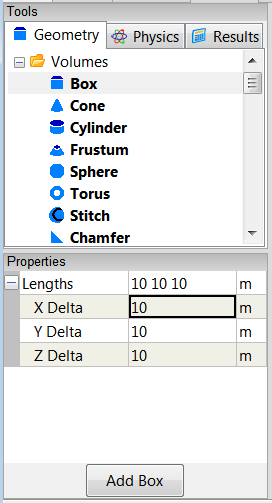 Tools
Geometry Physics Results
Volumes
Box
Cone
Cylinder
Frustum
Sphere
Torus
Stitch
Chamfer
Properties
Lengths 10 10 10 m
X Delta 10 m
Y Delta 10 m
Z Delta 10 m
Add Box